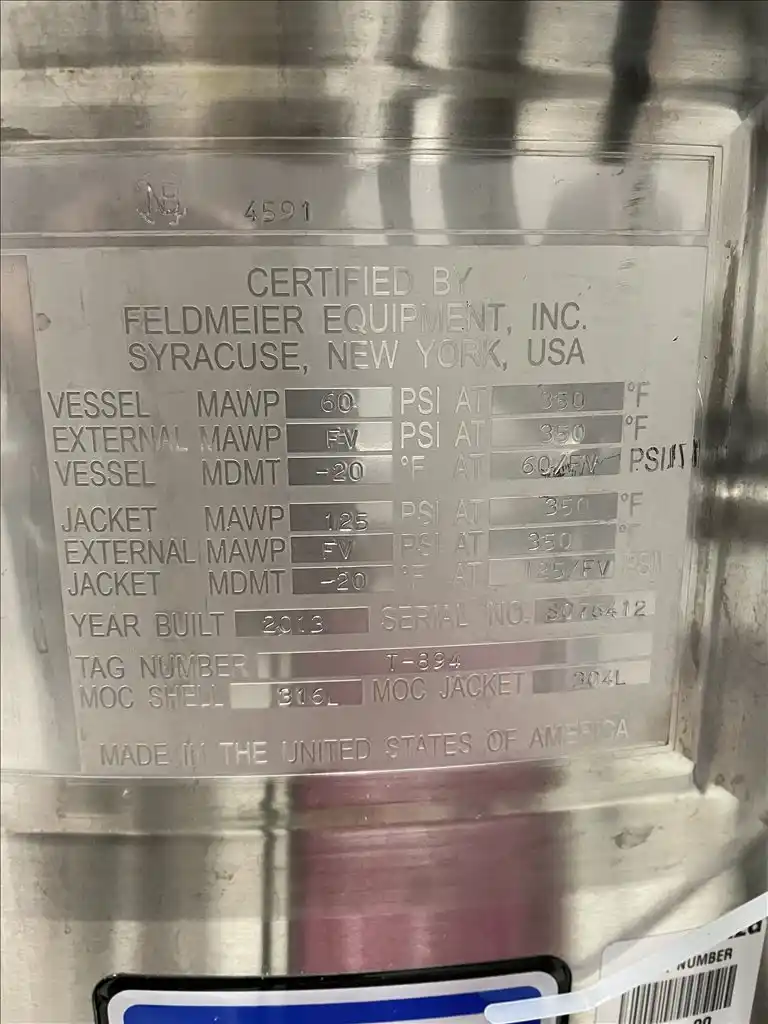 NB 4591
CERTIFIED BY
FELDMEIER EQUIPMENT, INC.
SYRACUSE, NEW YORK, USA
VESSEL MAWP 60 PSI AT 350 °F
EXTERNAL MAWP FV PSI AT 350 °F
VESSEL MDMT -20 °F AT 60/FV PSI
JACKET MAWP 125 PSI AT 350 °F
EXTERNAL MAWP FV PSI AT 350 °F
JACKET MDMT -20 °F AT 125/FV PSI
YEAR BUILT 2013 SERIAL NO.
TAG NUMBER T-894
MOC SHELL 316L MOC JACKET 304L
MADE IN THE UNITED STATES OF AMERICA
NUMBER